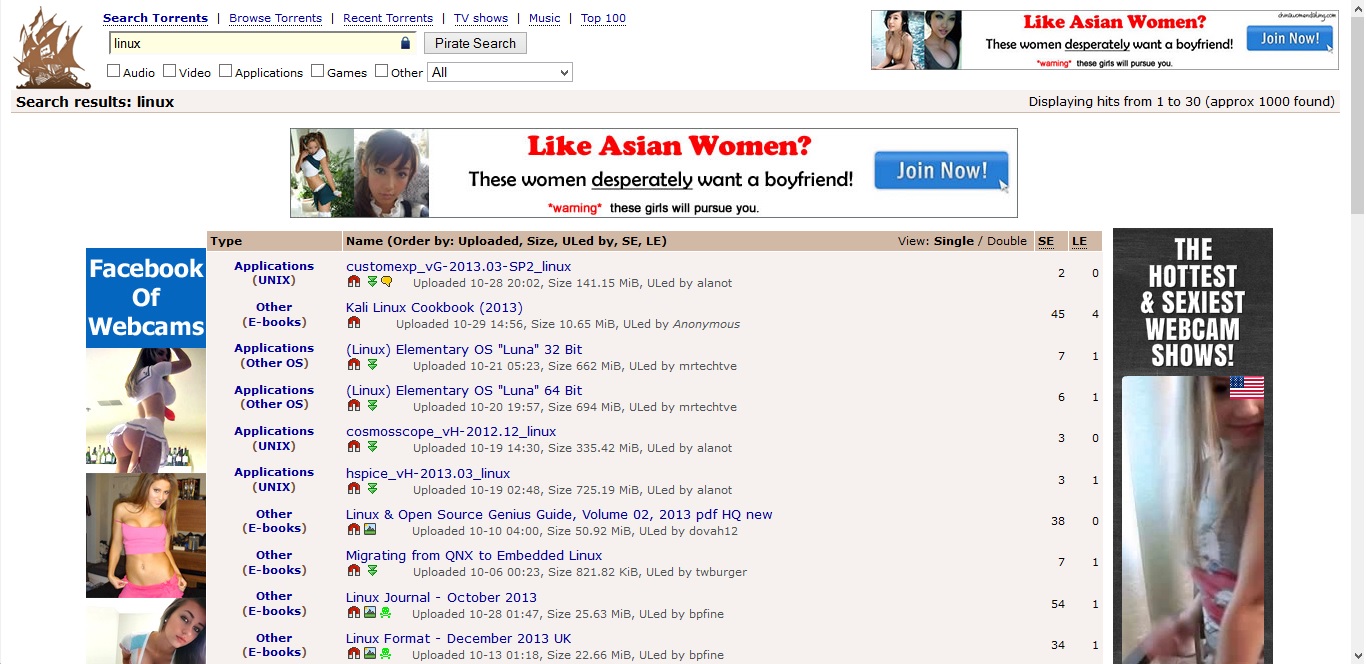 Search Torrents | Browse Torrents | Recent Torrents | TV shows | Music | Top 100
linux Pirate Search
Audio Video Applications Games Other All
Like Asian Women?
These women desperately want a boyfriend!
*warning* these girls will pursue you.
Join Now!
Search results: linux Displaying hits from 1 to 30 (approx 1000 found)
Like Asian Women?
These women desperately want a boyfriend!
*warning* these girls will pursue you.
Join Now!
Facebook
Of
Webcams
Type Name (Order by: Uploaded, Size, ULed by, SE, LE) View: Single / Double SE LE
Applications customexp_vG-2013.03-SP2_linux 2 0
(UNIX) Uploaded 10-28 20:02, Size 141.15 MiB, ULed by alanot
Other Kali Linux Cookbook (2013) 45 4
(E-books) Uploaded 10-29 14:56, Size 10.65 MiB, ULed by Anonymous
Applications (Linux) Elementary OS "Luna" 32 Bit 7 1
(Other OS) Uploaded 10-21 05:23, Size 662 MiB, ULed by mrtechtve
Applications (Linux) Elementary OS "Luna" 64 Bit 6 1
(Other OS) Uploaded 10-20 19:57, Size 694 MiB, ULed by mrtechtve
Applications cosmosscope_vH-2012.12_linux 3 0
(UNIX) Uploaded 10-19 14:30, Size 335.42 MiB, ULed by alanot
Applications hspice_vH-2013.03_linux 3 1
(UNIX) Uploaded 10-19 02:48, Size 725.19 MiB, ULed by alanot
Other Linux & Open Source Genius Guide, Volume 02, 2013 pdf HQ new 38 0
(E-books) Uploaded 10-10 04:00, Size 50.92 MiB, ULed by dovah12
Other Migrating from QNX to Embedded Linux 7 1
(E-books) Uploaded 10-06 00:23, Size 821.82 KiB, ULed by twburger
Other Linux Journal - October 2013 54 1
(E-books) Uploaded 10-28 01:47, Size 25.63 MiB, ULed by bpfine
Other Linux Format - December 2013 UK 34 1
(E-books) Uploaded 10-13 01:18, Size 22.66 MiB, ULed by bpfine
THE
HOTTEST
& SEXIEST
WEBCAM
SHOWS!